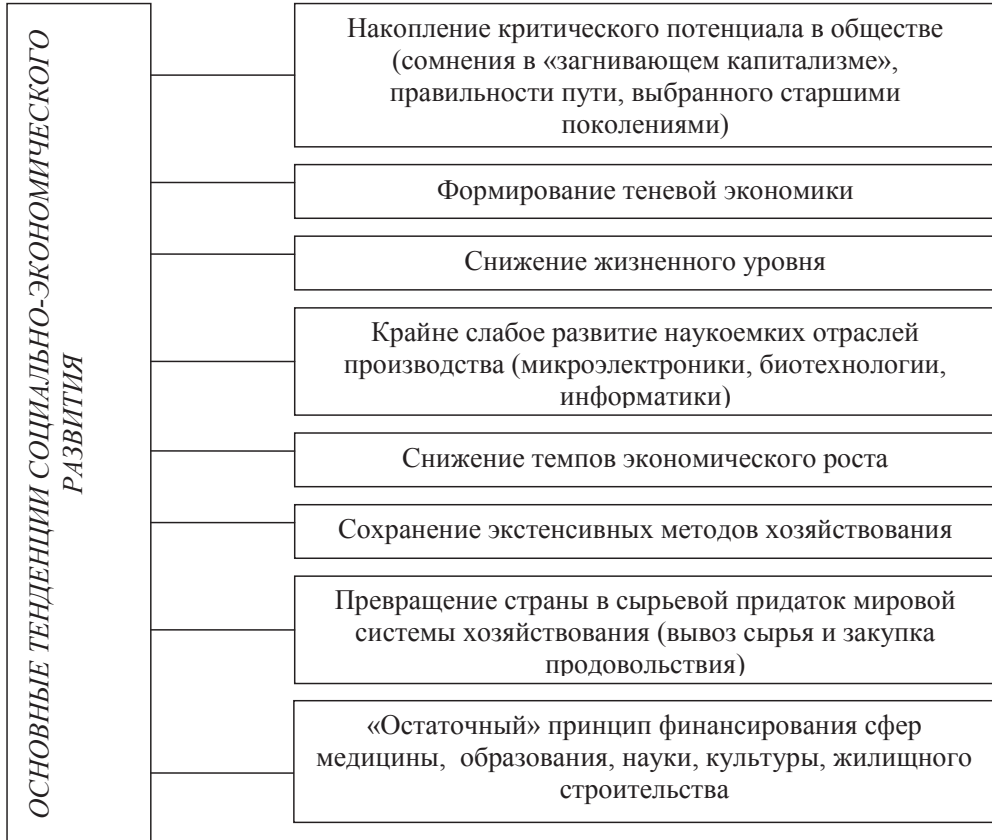 ОСНОВНЫЕ ТЕНДЕНЦИИ СОЦИАЛЬНО-ЭКОНОМИЧЕСКОГО
РАЗВИТИЯ
Накопление критического потенциала в обществе
(сомнения в «загнивающем капитализме»,
правильности пути, выбранного старшими
поколениями)
Формирование теневой экономики
Снижение жизненного уровня
Крайне слабое развитие наукоемких отраслей
производства (микроэлектроники, биотехнологии,
информатики)
Снижение темпов экономического роста
Сохранение экстенсивных методов хозяйствования
Превращение страны в сырьевой придаток мировой
системы хозяйствования (вывоз сырья и закупка
продовольствия)
«Остаточный» принцип финансирования сфер
медицины, образования, науки, культуры, жилищного
строительства